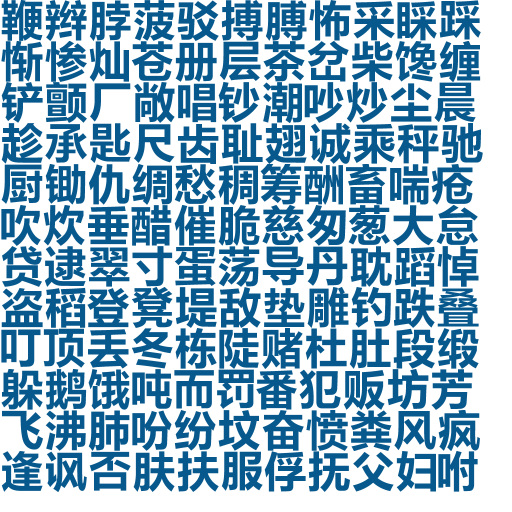 鞭辫脖菠驳搏膊怖采睬踩
惭惨灿苍册层茶岔柴馋缠
铲颤厂敞唱钞潮吵炒尘晨
趁承匙尺齿耻翅诚乘秤驰
厨锄仇绸愁稠筹酬畜喘疮
吹炊垂醋催脆慈匆葱大怠
贷逮翠寸蛋荡导丹耽蹈悼
盗稻登凳堤敌垫雕钓跌叠
叮顶丢冬栋陡赌杜肚段缎
躲鹅饿吨而罚番犯贩坊芳
飞沸肺吩纷坟奋愤粪风疯
逢讽否肤扶服俘抚父妇咐